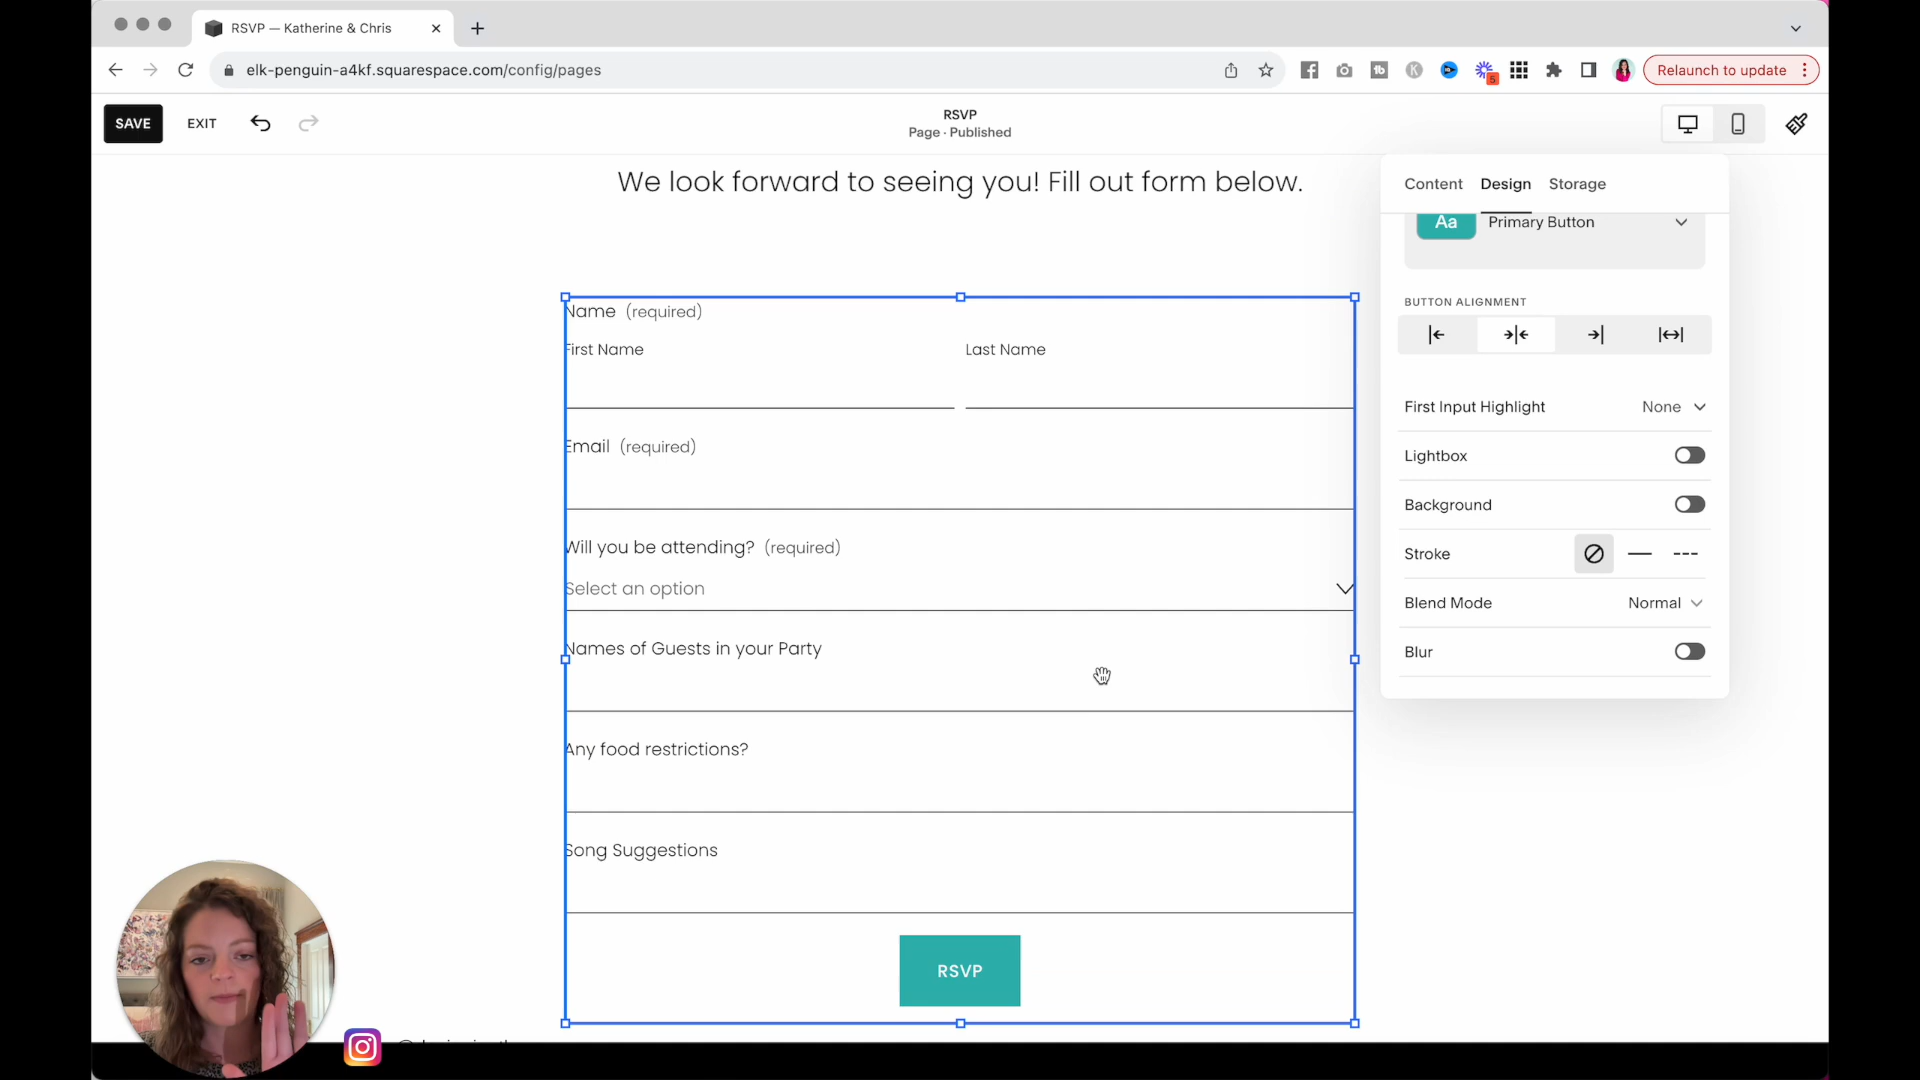 RSVP — Katherine & Chris
elk-penguin-a4kf.squarespace.com/config/pages
tb
K
5
Relaunch to update
SAVE
EXIT
RSVP
Page · Published
We look forward to seeing you! Fill out form below.
Content
Design
Storage
Aa
Primary Button
BUTTON ALIGNMENT
First Input Highlight
None
Lightbox
Background
Stroke
Blend Mode
Normal
Blur
Name (required)
First Name
Last Name
Email (required)
Will you be attending? (required)
Select an option
Names of Guests in your Party
Any food restrictions?
Song Suggestions
RSVP